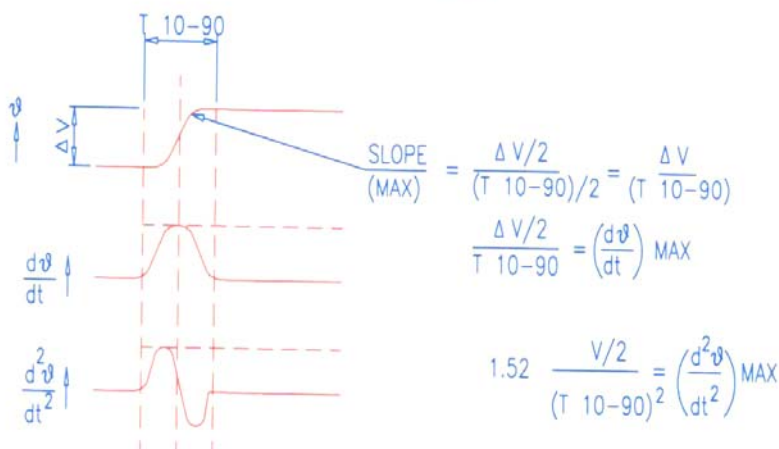 T 10-90
ϑ
ΔV
SLOPE (MAX) = ΔV/2 / (T 10-90)/2 = ΔV / (T 10-90)
ΔV/2 / T 10-90 = (dϑ/dt) MAX
dϑ/dt
d²ϑ/dt²
1.52 V/2 / (T 10-90)² = (d²ϑ/dt²) MAX